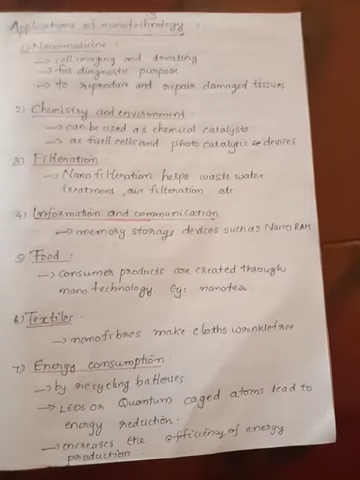 13
Applications of nanotechnology :
1) Nanomedicine :
→ cell imaging and treating
→ for diagnostic purpose
→ to reproduce and repair damaged tissues
2) Chemistry and environment
→ can be used as chemical catalysts
→ as fuell cells and photo catalytic devices
3) Filteration
→ Nanofilteration helps waste water
treatment, air filteration etc
4) Information and communication
→ memory storage devices such as Nano RAM
5) Food :
→ Consumer products are created through
nanotechnology. Eg: nanotea
6) Textiles
→ nanofibres make cloths wrinklefree
7) Energy consumption
→ by recycling batteries
→ LEDs or Quantum caged atoms lead to
energy reduction.
→ increases the efficiency of energy
production